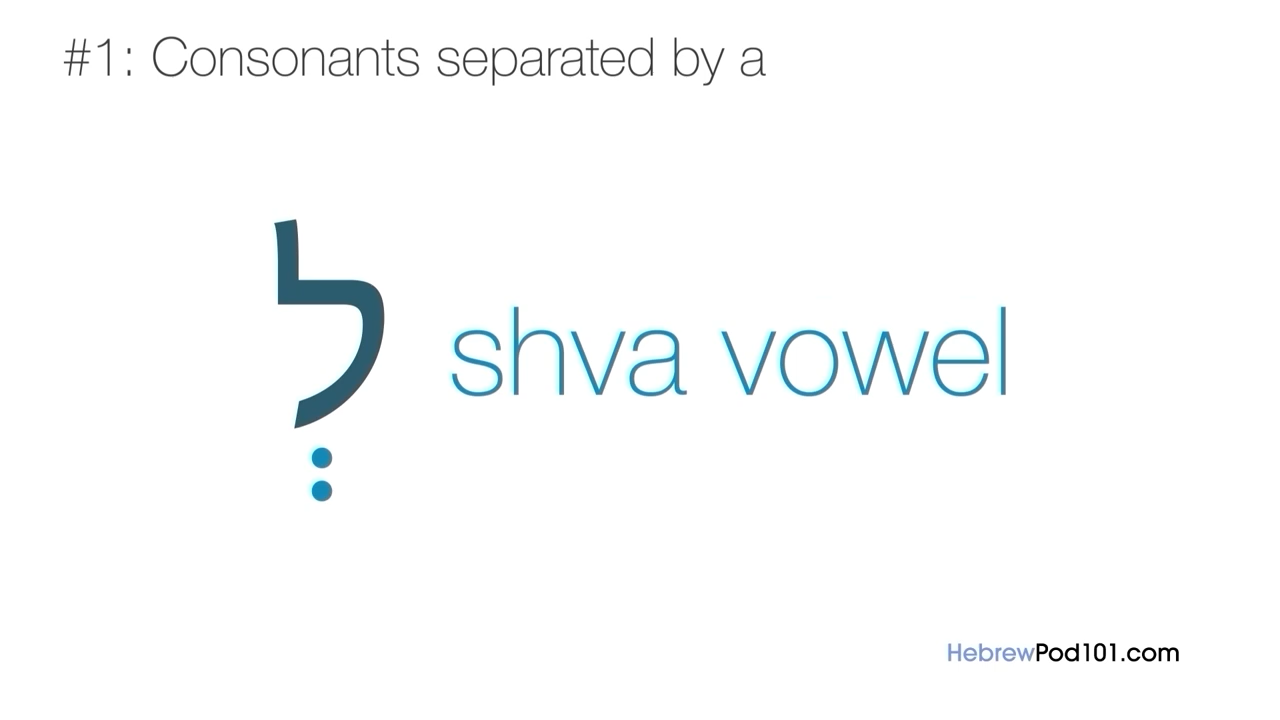 #1: Consonants separated by a
לְ shva vowel
HebrewPod101.com